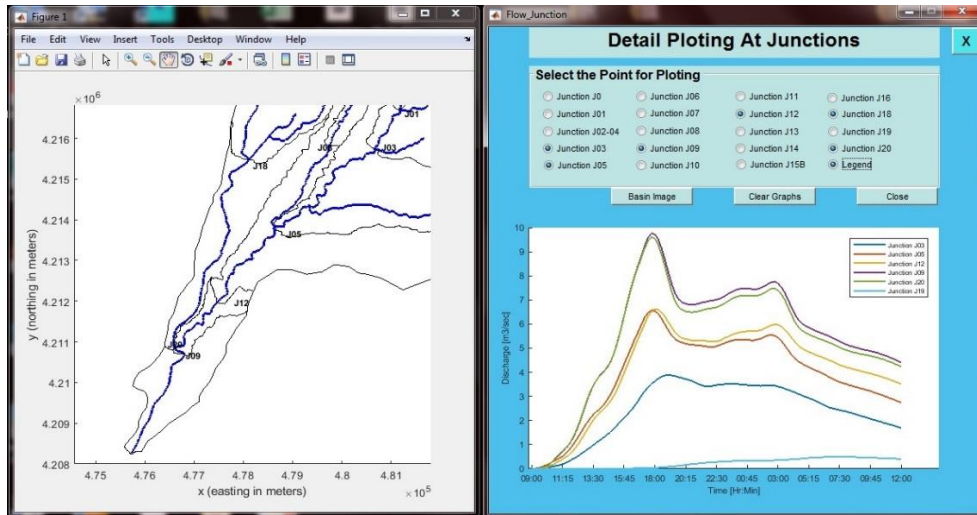 Figure 1
File Edit View Insert Tools Desktop Window Help
×10⁶
4.216
4.215
4.214
4.213
4.212
4.211
4.21
4.209
4.208
y (northing in meters)
J01
J03
J18
J05
J12
J09
4.75 4.76 4.77 4.78 4.79 4.8 4.81
x (easting in meters)
×10⁵
Flow_Junction
Detail Ploting At Junctions
X
Select the Point for Ploting
Junction J0 Junction J06 Junction J11 Junction J16
Junction J01 Junction J07 Junction J12 Junction J18
Junction J02-04 Junction J08 Junction J13 Junction J19
Junction J03 Junction J09 Junction J14 Junction J20
Junction J05 Junction J10 Junction J15B Legend
Basin Image Clear Graphs Close
10
9
8
7
6
5
4
3
2
1
0
Discharge [m3/sec]
Junction J03
Junction J05
Junction J12
Junction J09
Junction J20
Junction J19
09:00 11:15 13:30 15:45 18:00 20:15 22:30 00:45 03:00 05:15 07:30 09:45 12:00
Time [Hr:Min]